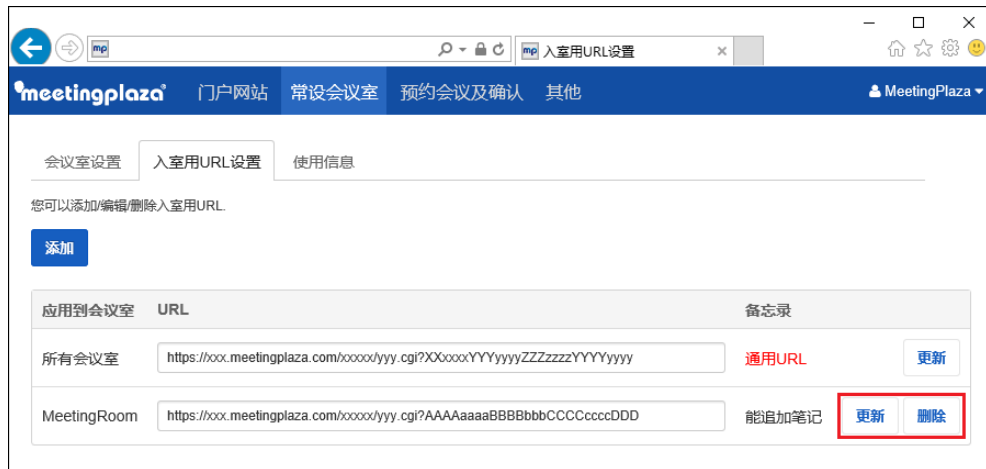 mp
mp 入室用URL设置
meetingplaza 门户网站 常设会议室 预约会议及确认 其他 MeetingPlaza
会议室设置 入室用URL设置 使用信息
您可以添加/编辑/删除入室用URL.
添加
应用到会议室 URL 备忘录
所有会议室 https://xxx.meetingplaza.com/xxxxx/yyy.cgi?XXxxxxYYYyyyyZZZzzzzYYYYyyyy 通用URL 更新
MeetingRoom https://xxx.meetingplaza.com/xxxxx/yyy.cgi?AAAAaaaaBBBBbbbCCCCccccDDD 能追加笔记 更新 删除